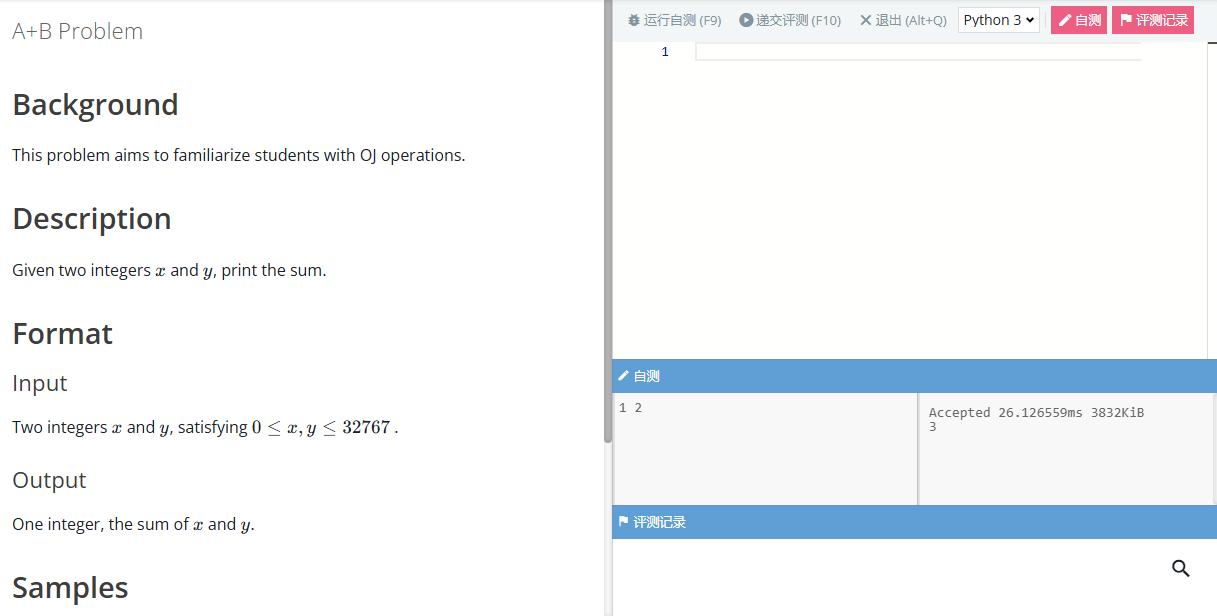 A+B Problem
Background
This problem aims to familiarize students with OJ operations.
Description
Given two integers x and y, print the sum.
Format
Input
Two integers x and y, satisfying 0 ≤ x, y ≤ 32767 .
Output
One integer, the sum of x and y.
Samples
运行自测 (F9) 递交评测 (F10) 退出 (Alt+Q) Python 3 自测 评测记录
1
自测
1 2
Accepted 26.126559ms 3832KiB
3
评测记录